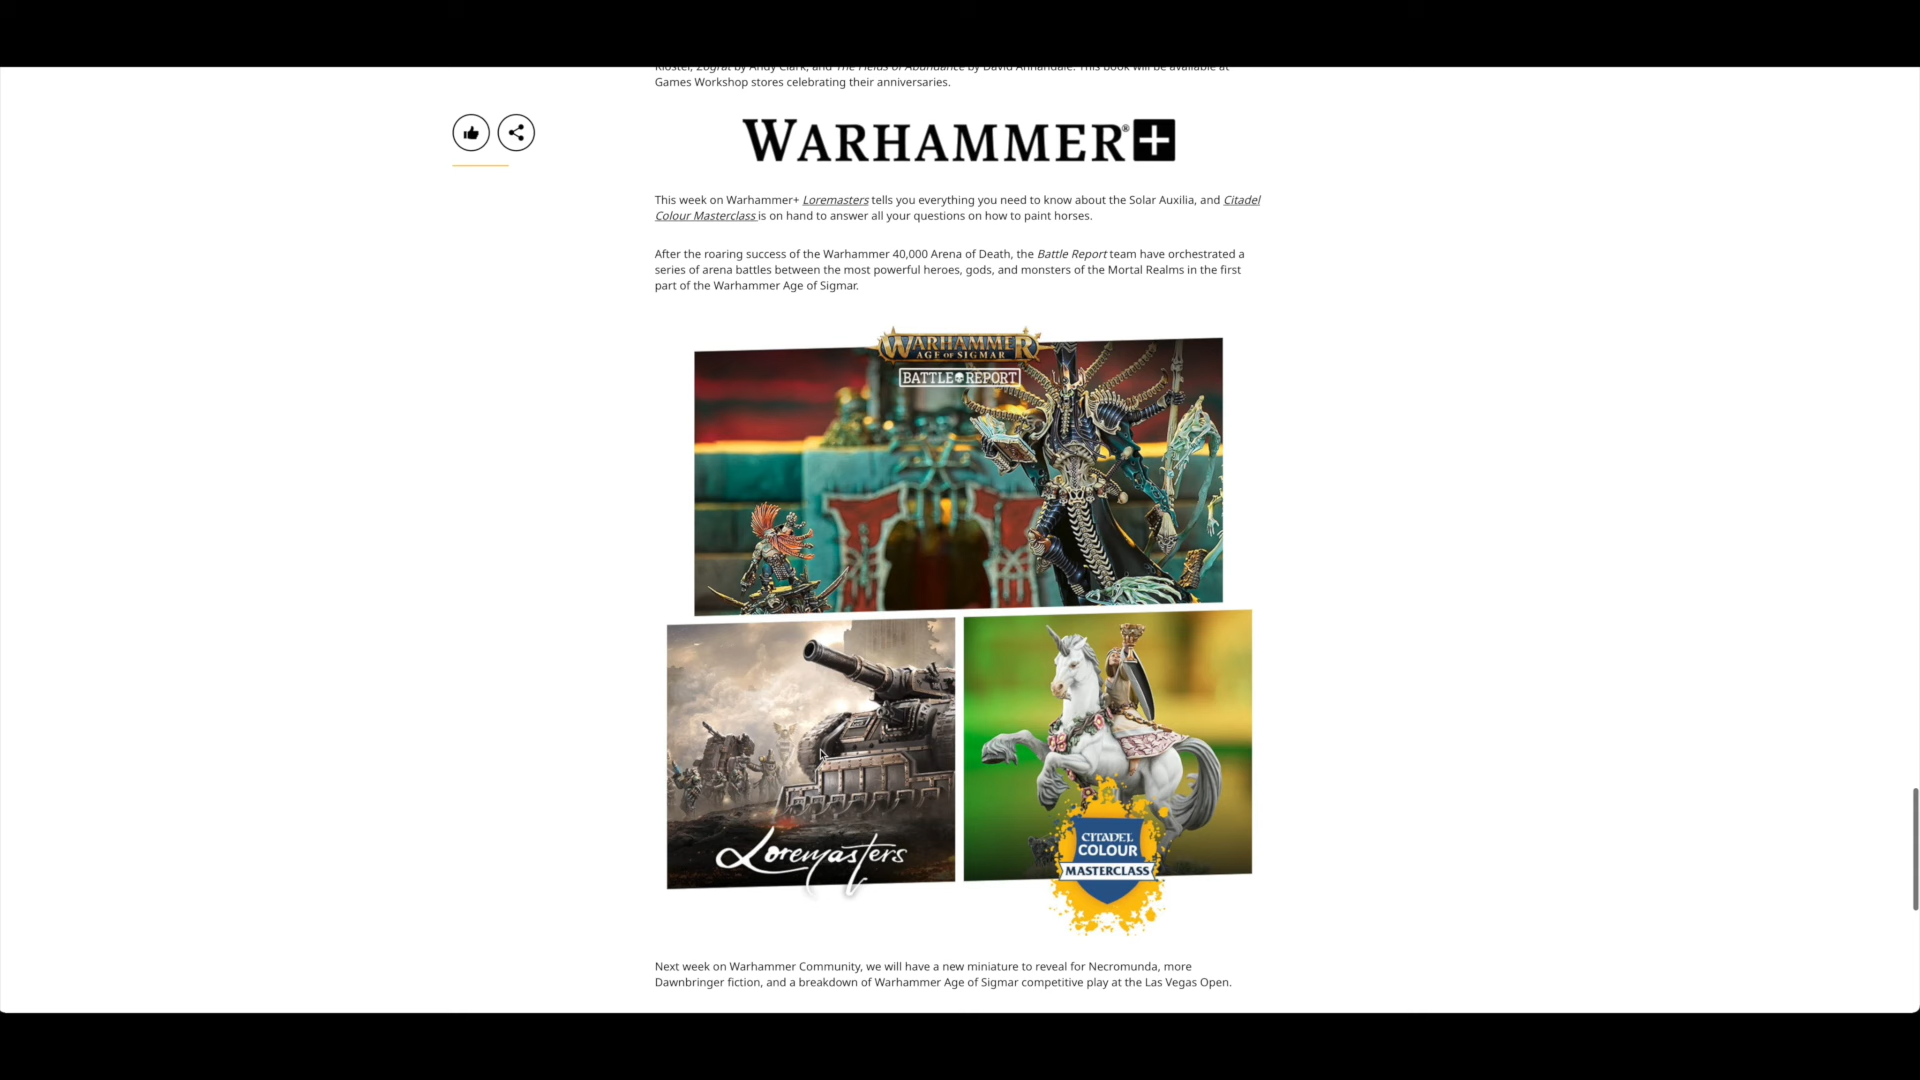 Kloster, Zograt by Andy Clark, and The Fields of Abundance by David Annandale. This book will be available at
Games Workshop stores celebrating their anniversaries.
WARHAMMER®+
This week on Warhammer+ Loremasters tells you everything you need to know about the Solar Auxilia, and Citadel
Colour Masterclass is on hand to answer all your questions on how to paint horses.
After the roaring success of the Warhammer 40,000 Arena of Death, the Battle Report team have orchestrated a
series of arena battles between the most powerful heroes, gods, and monsters of the Mortal Realms in the first
part of the Warhammer Age of Sigmar.
WARHAMMER
AGE OF SIGMAR
BATTLE REPORT
Loremasters
CITADEL
COLOUR
MASTERCLASS
Next week on Warhammer Community, we will have a new miniature to reveal for Necromunda, more
Dawnbringer fiction, and a breakdown of Warhammer Age of Sigmar competitive play at the Las Vegas Open.